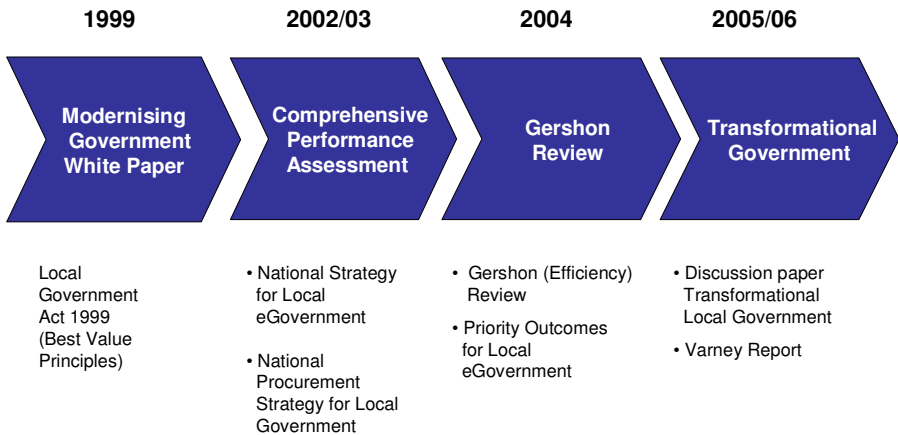 1999
2002/03
2004
2005/06
Modernising
Government
White Paper
Comprehensive
Performance
Assessment
Gershon
Review
Transformational
Government
Local
Government
Act 1999
(Best Value
Principles)
• National Strategy
for Local
eGovernment
• National
Procurement
Strategy for Local
Government
• Gershon (Efficiency)
Review
• Priority Outcomes
for Local
eGovernment
• Discussion paper
Transformational
Local Government
• Varney Report